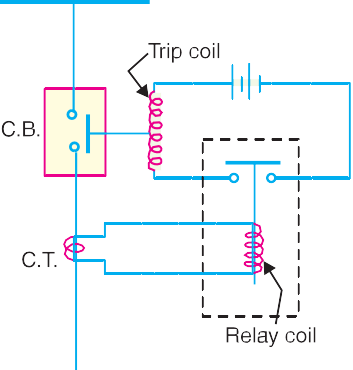 Trip coil
C.B.
C.T.
Relay coil